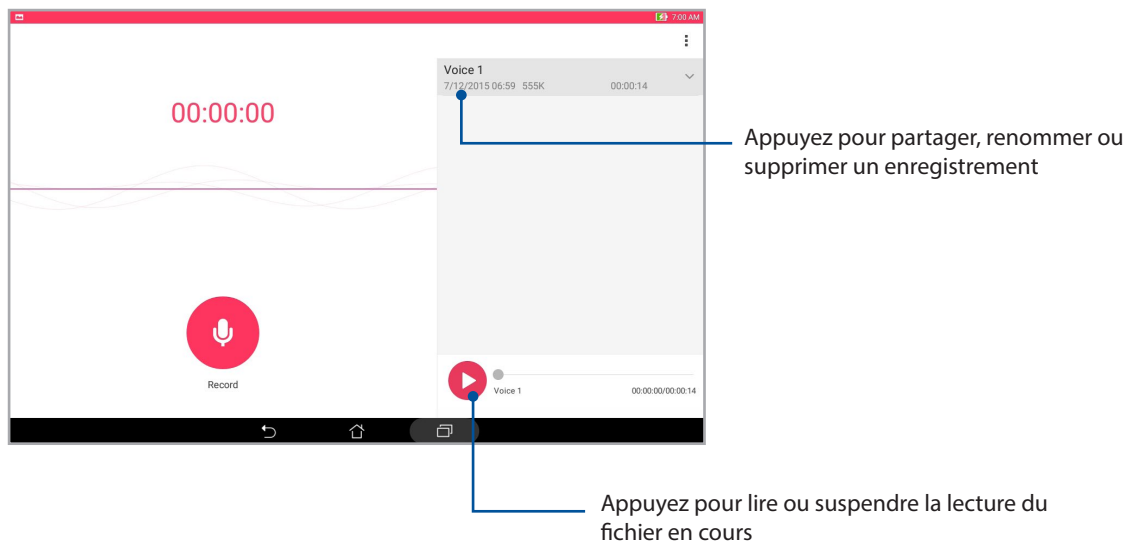 7:00 AM
Voice 1
7/12/2015 06:59 555K 00:00:14
00:00:00
Appuyez pour partager, renommer ou
supprimer un enregistrement
Record
Voice 1 00:00:00/00:00:14
Appuyez pour lire ou suspendre la lecture du
fichier en cours